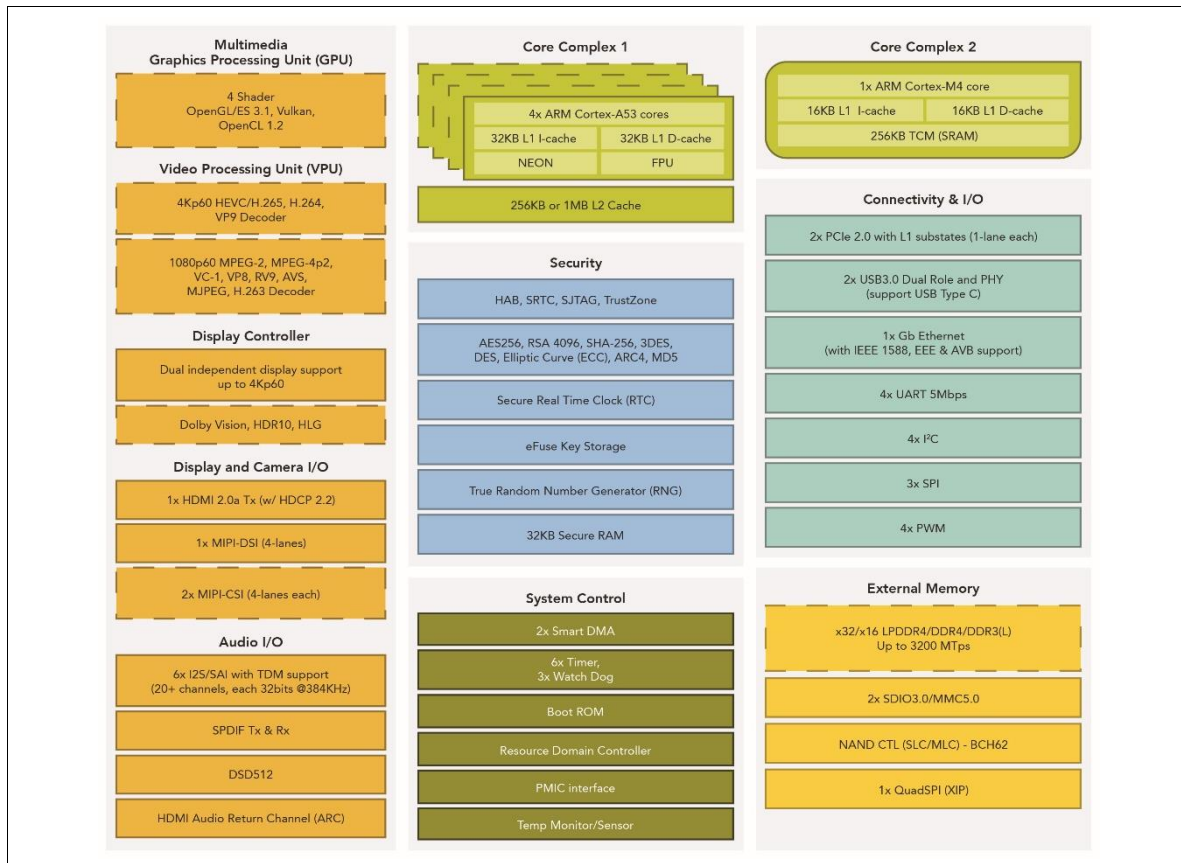 Multimedia
Graphics Processing Unit (GPU)
4 Shader
OpenGL/ES 3.1, Vulkan,
OpenCL 1.2
Video Processing Unit (VPU)
4Kp60 HEVC/H.265, H.264,
VP9 Decoder
1080p60 MPEG-2, MPEG-4p2,
VC-1, VP8, RV9, AVS,
MJPEG, H.263 Decoder
Display Controller
Dual independent display support
up to 4Kp60
Dolby Vision, HDR10, HLG
Display and Camera I/O
1x HDMI 2.0a Tx (w/ HDCP 2.2)
1x MIPI-DSI (4-lanes)
2x MIPI-CSI (4-lanes each)
Audio I/O
6x I2S/SAI with TDM support
(20+ channels, each 32bits @384KHz)
SPDIF Tx & Rx
DSD512
HDMI Audio Return Channel (ARC)
Core Complex 1
4x ARM Cortex-A53 cores
32KB L1 I-cache
32KB L1 D-cache
NEON
FPU
256KB or 1MB L2 Cache
Security
HAB, SRTC, SJTAG, TrustZone
AES256, RSA 4096, SHA-256, 3DES,
DES, Elliptic Curve (ECC), ARC4, MD5
Secure Real Time Clock (RTC)
eFuse Key Storage
True Random Number Generator (RNG)
32KB Secure RAM
System Control
2x Smart DMA
6x Timer,
3x Watch Dog
Boot ROM
Resource Domain Controller
PMIC interface
Temp Monitor/Sensor
Core Complex 2
1x ARM Cortex-M4 core
16KB L1 I-cache
16KB L1 D-cache
256KB TCM (SRAM)
Connectivity & I/O
2x PCIe 2.0 with L1 substates (1-lane each)
2x USB3.0 Dual Role and PHY
(support USB Type C)
1x Gb Ethernet
(with IEEE 1588, EEE & AVB support)
4x UART 5Mbps
4x I²C
3x SPI
4x PWM
External Memory
x32/x16 LPDDR4/DDR4/DDR3(L)
Up to 3200 MTps
2x SDIO3.0/MMC5.0
NAND CTL (SLC/MLC) - BCH62
1x QuadSPI (XIP)